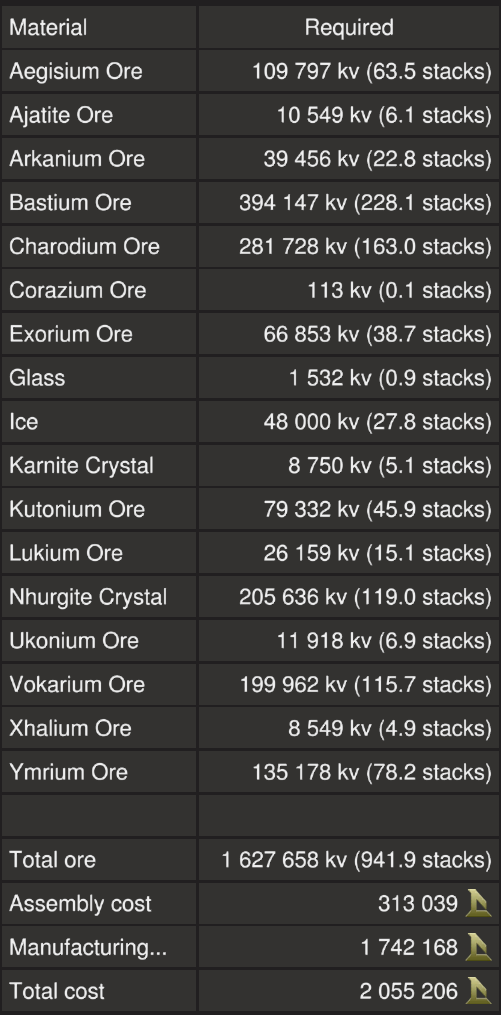 Material Required
Aegisium Ore 109 797 kv (63.5 stacks)
Ajatite Ore 10 549 kv (6.1 stacks)
Arkanium Ore 39 456 kv (22.8 stacks)
Bastium Ore 394 147 kv (228.1 stacks)
Charodium Ore 281 728 kv (163.0 stacks)
Corazium Ore 113 kv (0.1 stacks)
Exorium Ore 66 853 kv (38.7 stacks)
Glass 1 532 kv (0.9 stacks)
Ice 48 000 kv (27.8 stacks)
Karnite Crystal 8 750 kv (5.1 stacks)
Kutonium Ore 79 332 kv (45.9 stacks)
Lukium Ore 26 159 kv (15.1 stacks)
Nhurgite Crystal 205 636 kv (119.0 stacks)
Ukonium Ore 11 918 kv (6.9 stacks)
Vokarium Ore 199 962 kv (115.7 stacks)
Xhalium Ore 8 549 kv (4.9 stacks)
Ymrium Ore 135 178 kv (78.2 stacks)
Total ore 1 627 658 kv (941.9 stacks)
Assembly cost 313 039
Manufacturing... 1 742 168
Total cost 2 055 206